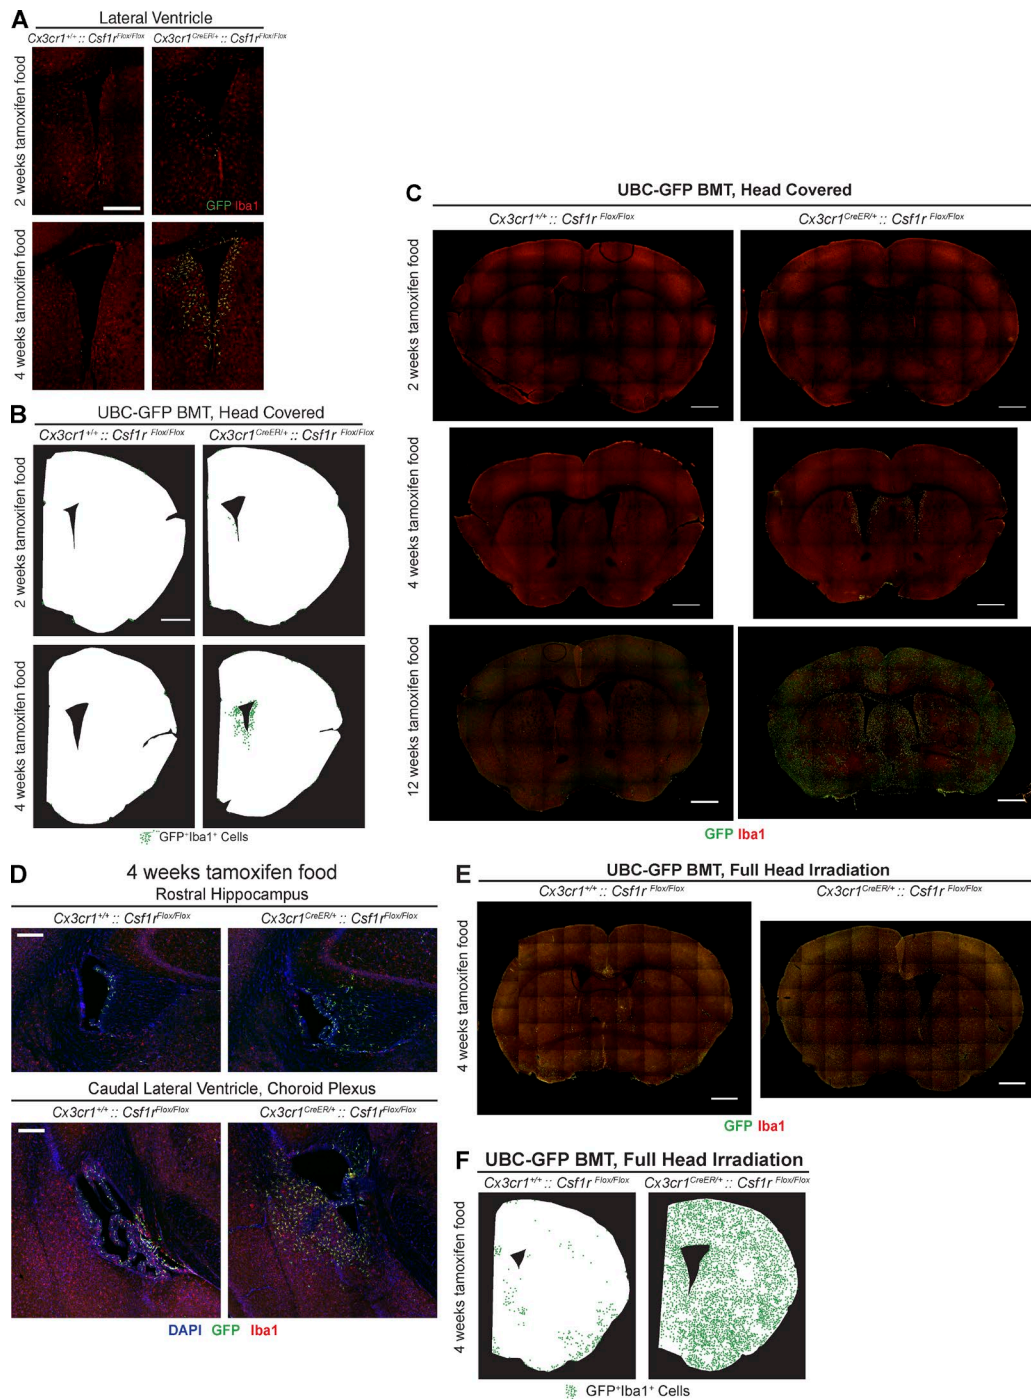 A
Lateral Ventricle
Cx3cr1+/+ :: Csf1rFlox/Flox
Cx3cr1CreER/+ :: Csf1rFlox/Flox
2 weeks tamoxifen food
GFP Iba1
4 weeks tamoxifen food
B
UBC-GFP BMT, Head Covered
Cx3cr1+/+ :: Csf1r Flox/Flox
Cx3cr1CreER/+ :: Csf1r Flox/Flox
2 weeks tamoxifen food
4 weeks tamoxifen food
GFP+Iba1+ Cells
C
UBC-GFP BMT, Head Covered
Cx3cr1+/+ :: Csf1r Flox/Flox
Cx3cr1CreER/+ :: Csf1r Flox/Flox
2 weeks tamoxifen food
4 weeks tamoxifen food
12 weeks tamoxifen food
GFP Iba1
D
4 weeks tamoxifen food
Rostral Hippocampus
Cx3cr1+/+ :: Csf1rFlox/Flox
Cx3cr1CreER/+ :: Csf1rFlox/Flox
Caudal Lateral Ventricle, Choroid Plexus
Cx3cr1+/+ :: Csf1rFlox/Flox
Cx3cr1CreER/+ :: Csf1rFlox/Flox
DAPI GFP Iba1
E
UBC-GFP BMT, Full Head Irradiation
Cx3cr1+/+ :: Csf1r Flox/Flox
Cx3cr1CreER/+ :: Csf1r Flox/Flox
4 weeks tamoxifen food
GFP Iba1
F
UBC-GFP BMT, Full Head Irradiation
Cx3cr1+/+ :: Csf1r Flox/Flox
Cx3cr1CreER/+ :: Csf1r Flox/Flox
4 weeks tamoxifen food
GFP+Iba1+ Cells